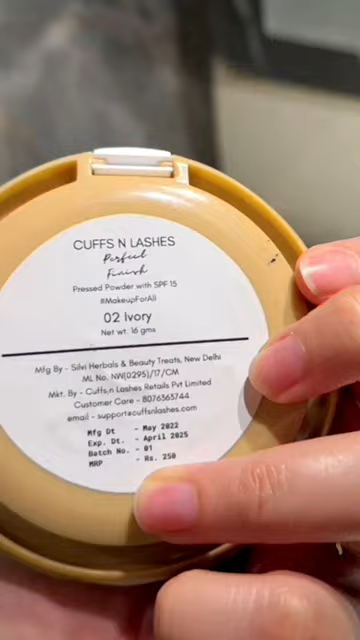 CUFFS N LASHES
Perfect
Finish
Pressed Powder with SPF 15
#MakeupForAll
02 Ivory
Net wt. 16 gms
Mfg By - Silvi Herbals & Beauty Treats, New Delhi
ML No. NW(0295)/17/CM
Mkt. By - Cuffs n Lashes Retails Pvt Limited
Customer Care - 8076363744
email - support@cuffsnlashes.com
Mfg Dt - May 2022
Exp. Dt. - April 2025
Batch No. - 01
MRP - Rs. 250